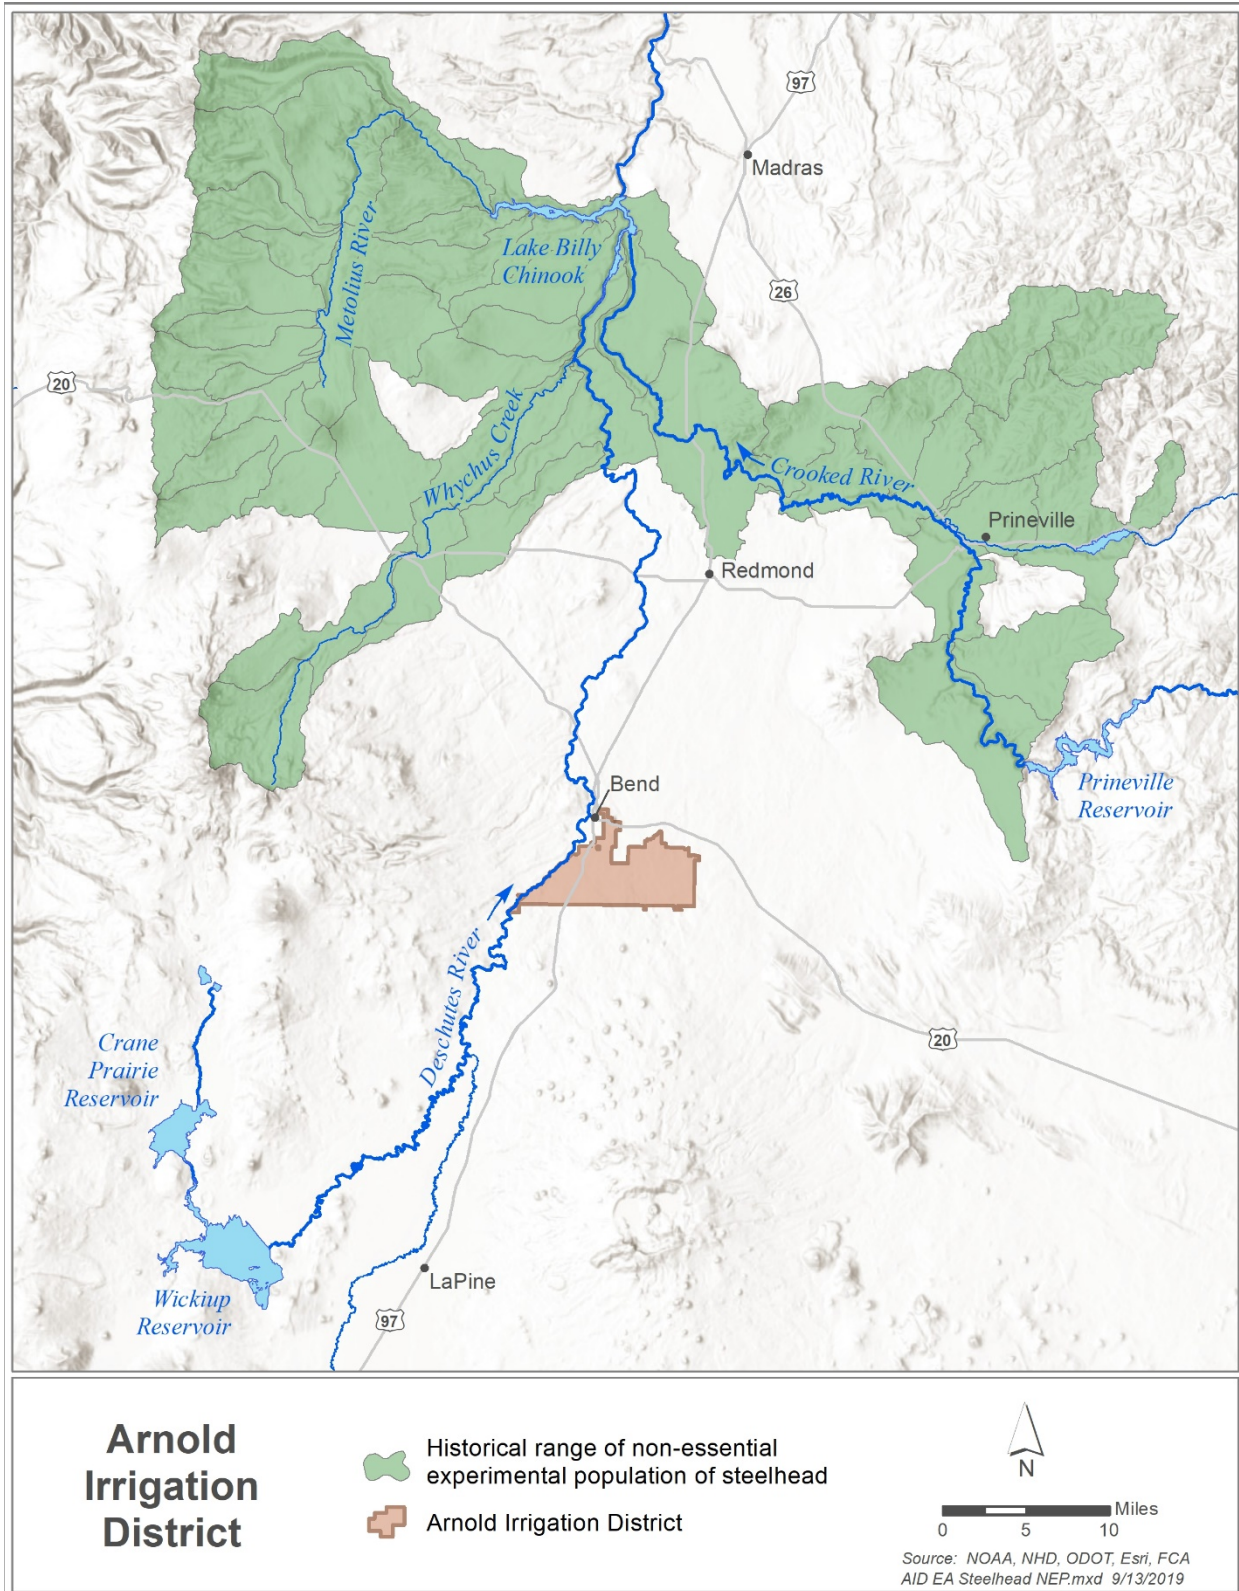 97
Madras
Lake Billy
Chinook
Metolius River
26
20
Whychus Creek
Crooked River
Prineville
Redmond
Bend
Prineville
Reservoir
Deschutes River
Crane
Prairie
Reservoir
20
Wickiup
Reservoir
LaPine
97
Arnold
Irrigation
District
Historical range of non-essential
experimental population of steelhead
Arnold Irrigation District
N
Miles
0 5 10
Source: NOAA, NHD, ODOT, Esri, FCA
AID EA Steelhead NEP.mxd 9/13/2019